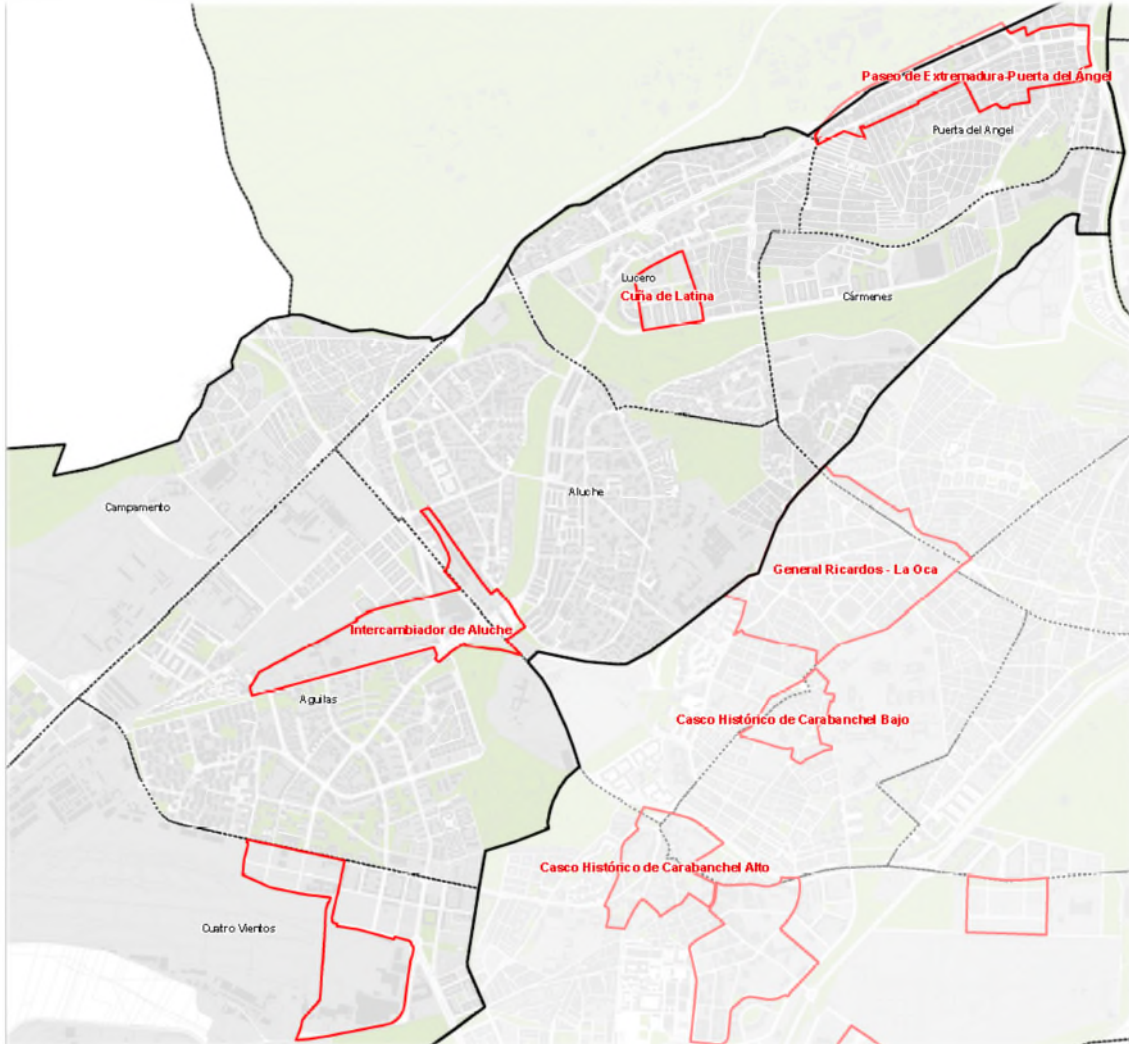 Paseo de Extremadura-Puerta del Ángel
Puerta del Angel
Lucero
Cuña de Latina
Cármenes
Aluche
Campamento
General Ricardos - La Oca
Intercambiador de Aluche
Aguilas
Casco Histórico de Carabanchel Bajo
Casco Histórico de Carabanchel Alto
Cuatro Vientos